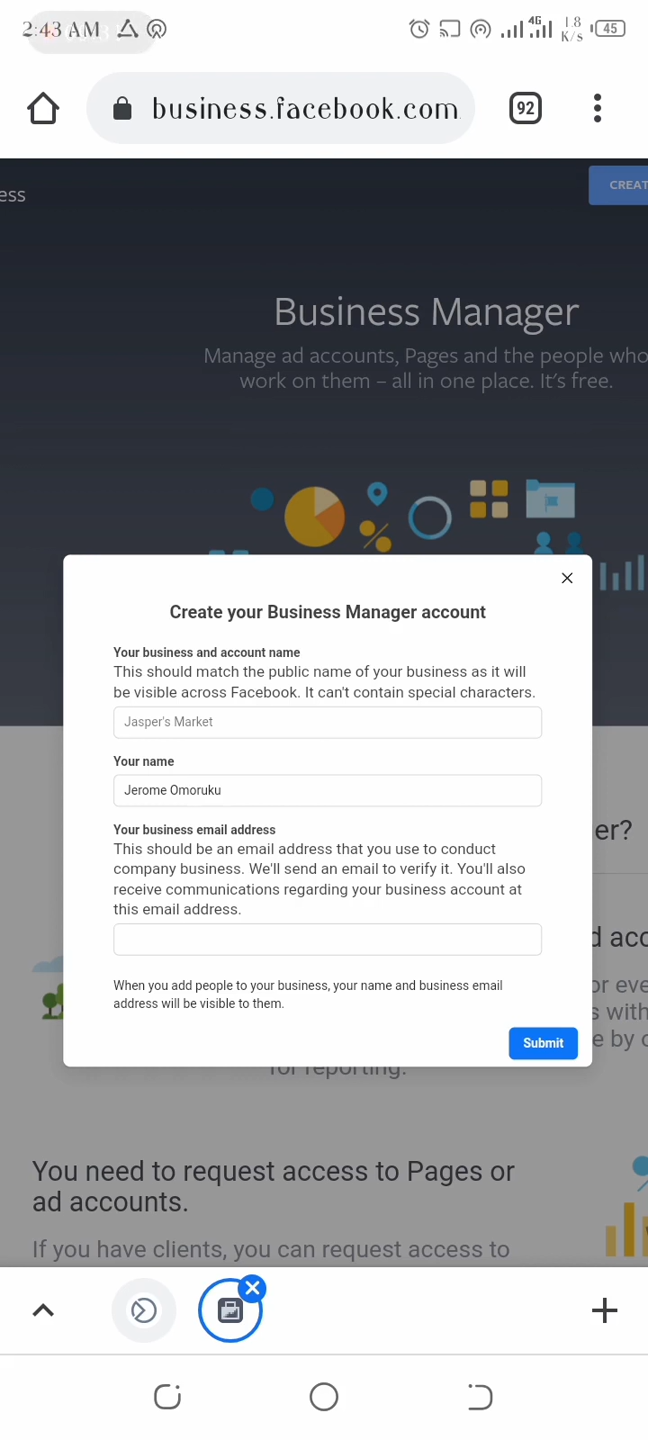 2:43 AM
4G
1.8
K/s
45
business.facebook.com
92
ess
CREAT
Business Manager
Manage ad accounts, Pages and the people who
work on them – all in one place. It's free.
Create your Business Manager account
Your business and account name
This should match the public name of your business as it will
be visible across Facebook. It can't contain special characters.
Jasper's Market
Your name
Jerome Omoruku
er?
Your business email address
This should be an email address that you use to conduct
company business. We'll send an email to verify it. You'll also
receive communications regarding your business account at
this email address.
d acc
or eve
s with
e by c
When you add people to your business, your name and business email
address will be visible to them.
Submit
for reporting.
You need to request access to Pages or
ad accounts.
If you have clients, you can request access to